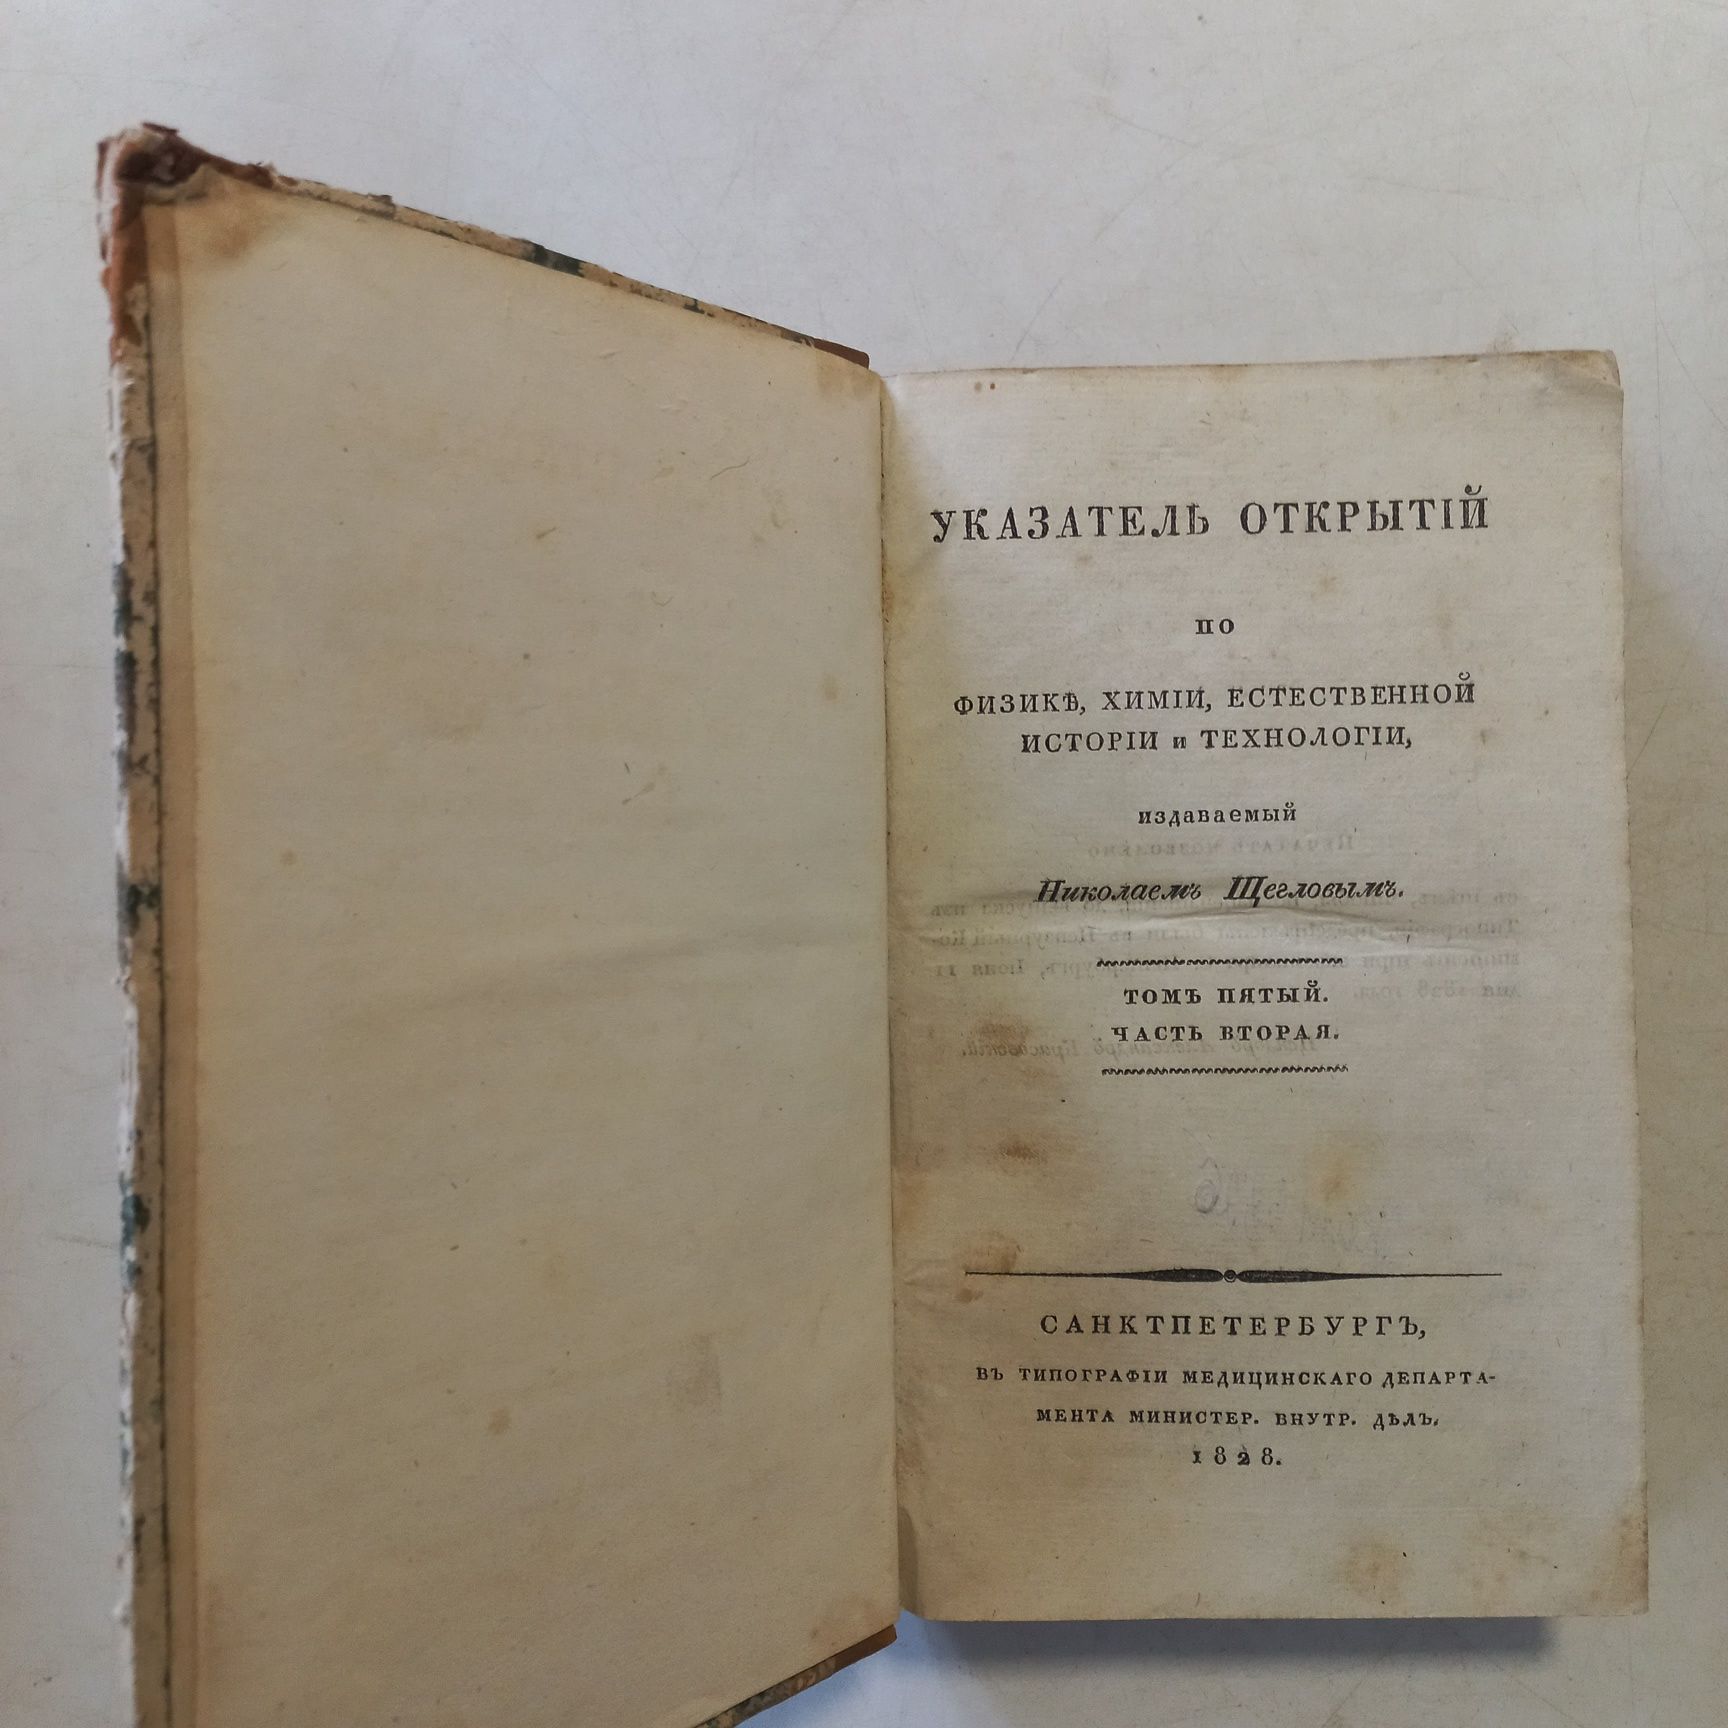 УКАЗАТЕЛЬ ОТКРЫТІЙ
ПО
ФИЗИКѢ, ХИМІИ, ЕСТЕСТВЕННОЙ
ИСТОРІИ и ТЕХНОЛОГІИ,
издаваемый
Николаемъ Щегловымъ.
ТОМЪ ПЯТЫЙ.
ЧАСТЬ ВТОРАЯ.
САНКТПЕТЕРБУРГЪ,
ВЪ ТИПОГРАФІИ МЕДИЦИНСКАГО ДЕПАРТА-
МЕНТА МИНИСТЕР. ВНУТР. ДѢЛЪ.
1828.